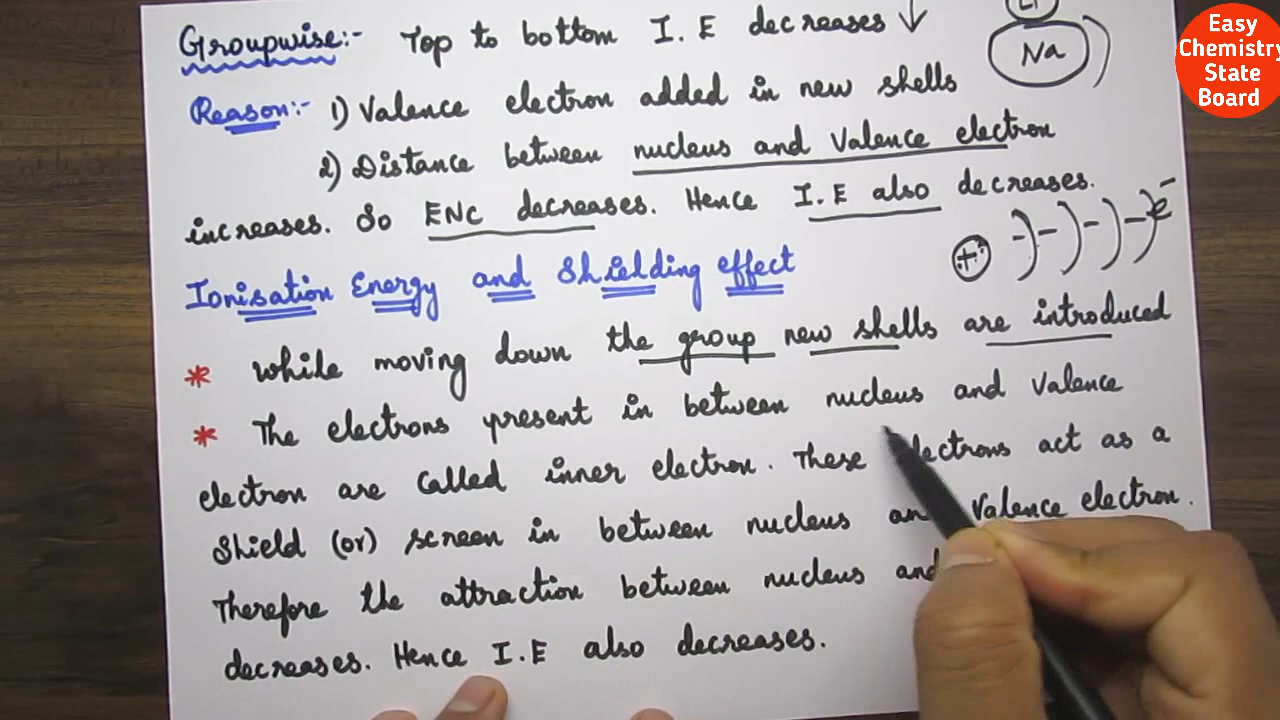 Groupwise:- Top to bottom I.E decreases ↓
Li
Na
Easy
Chemistry
State
Board
Reason:- 1) Valence electron added in new shells
2) Distance between nucleus and valence electron
increases. So ENC decreases. Hence I.E also decreases.
e-
Ionisation Energy and Shielding effect
* While moving down the group new shells are introduced
* The electrons present in between nucleus and valence
electron are called inner electron. These electrons act as a
shield (or) screen in between nucleus and valence electron.
Therefore the attraction between nucleus and
decreases. Hence I.E also decreases.